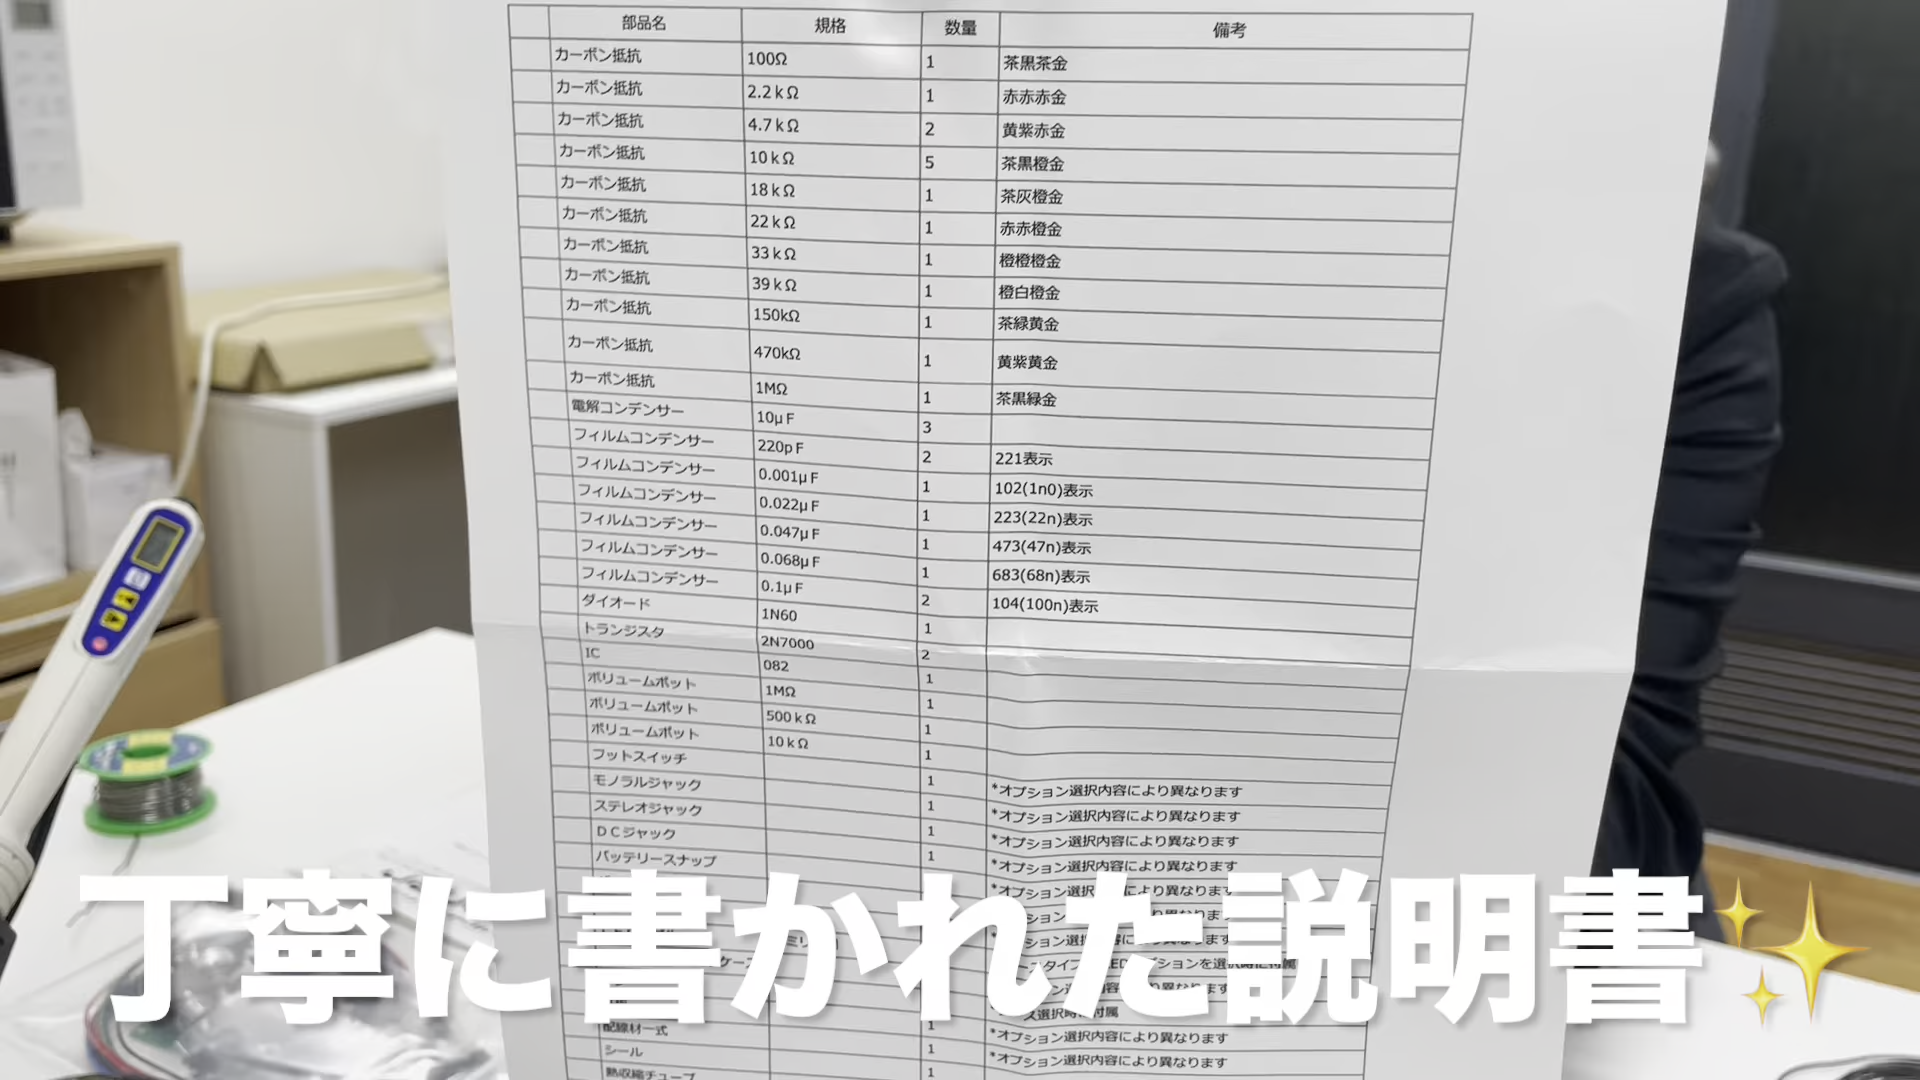 部品名 規格 数量 備考
カーボン抵抗 100Ω 1 茶黒茶金
カーボン抵抗 2.2ｋΩ 1 赤赤赤金
カーボン抵抗 4.7ｋΩ 2 黄紫赤金
カーボン抵抗 10ｋΩ 5 茶黒橙金
カーボン抵抗 18ｋΩ 1 茶灰橙金
カーボン抵抗 22ｋΩ 1 赤赤橙金
カーボン抵抗 33ｋΩ 1 橙橙橙金
カーボン抵抗 39ｋΩ 1 橙白橙金
カーボン抵抗 150kΩ 1 茶緑黄金
カーボン抵抗 470kΩ 1 黄紫黄金
カーボン抵抗 1MΩ 1 茶黒緑金
電解コンデンサー 10μF 3
フィルムコンデンサー 220pF 2 221表示
フィルムコンデンサー 0.001μF 1 102(1n0)表示
フィルムコンデンサー 0.022μF 1 223(22n)表示
フィルムコンデンサー 0.047μF 1 473(47n)表示
フィルムコンデンサー 0.068μF 1 683(68n)表示
フィルムコンデンサー 0.1μF 2 104(100n)表示
ダイオード 1N60 1
トランジスタ 2N7000 2
IC 082 1
ボリュームポット 1MΩ 1
ボリュームポット 500ｋΩ 1
ボリュームポット 10ｋΩ 1
フットスイッチ 1 *オプション選択内容により異なります
モノラルジャック 1 *オプション選択内容により異なります
ステレオジャック 1 *オプション選択内容により異なります
ＤＣジャック 1 *オプション選択内容により異なります
バッテリースナップ *オプション選択内容により異なります
配線材一式 1 *オプション選択内容により異なります
シール 1 *オプション選択内容により異なります
熱収縮チューブ 1
丁寧に書かれた説明書✨